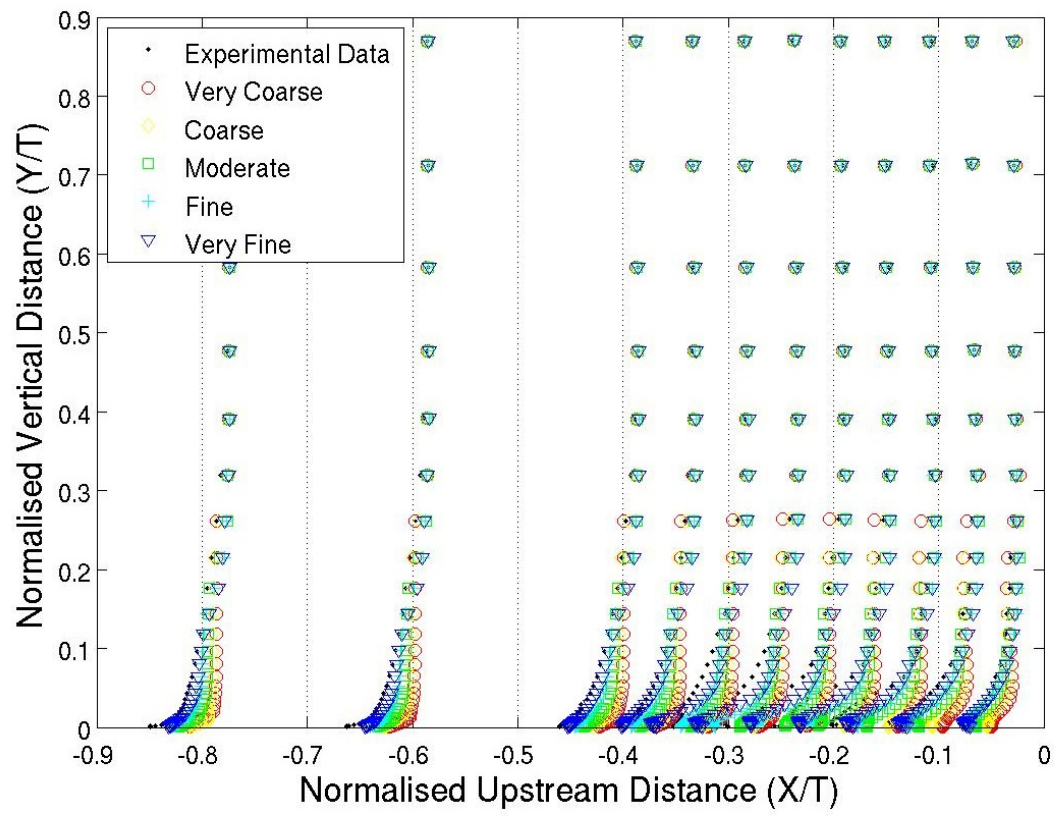 0.9
0.8
0.7
0.6
0.5
0.4
0.3
0.2
0.1
0
Normalised Vertical Distance (Y/T)
Experimental Data
Very Coarse
Coarse
Moderate
Fine
Very Fine
-0.9 -0.8 -0.7 -0.6 -0.5 -0.4 -0.3 -0.2 -0.1 0
Normalised Upstream Distance (X/T)